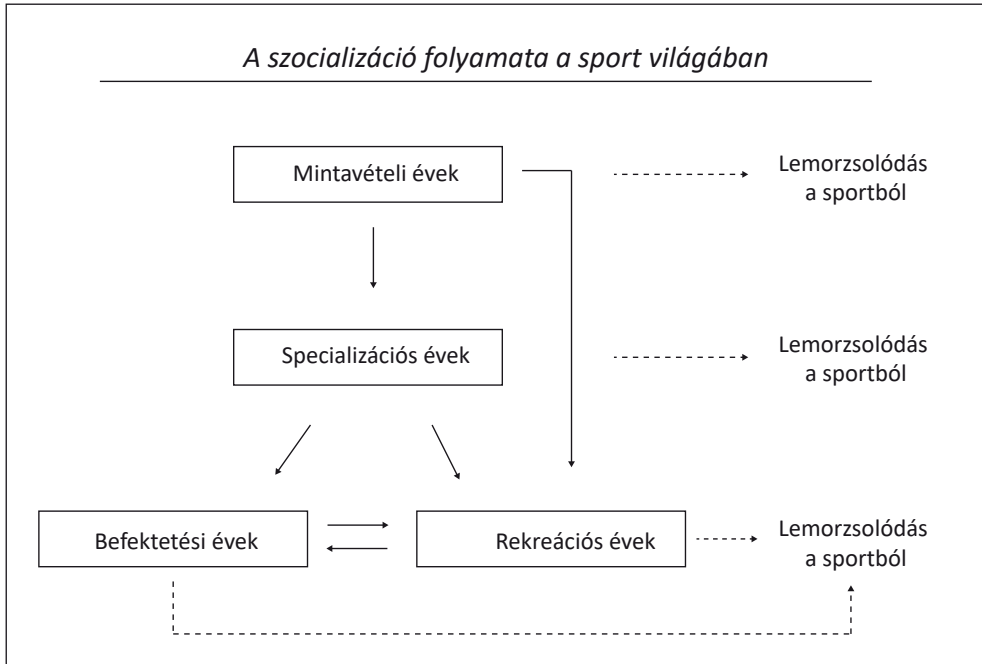 A szocializáció folyamata a sport világában
Mintavételi évek
Lemorzsolódás
a sportból
Specializációs évek
Lemorzsolódás
a sportból
Befektetési évek
Rekreációs évek
Lemorzsolódás
a sportból